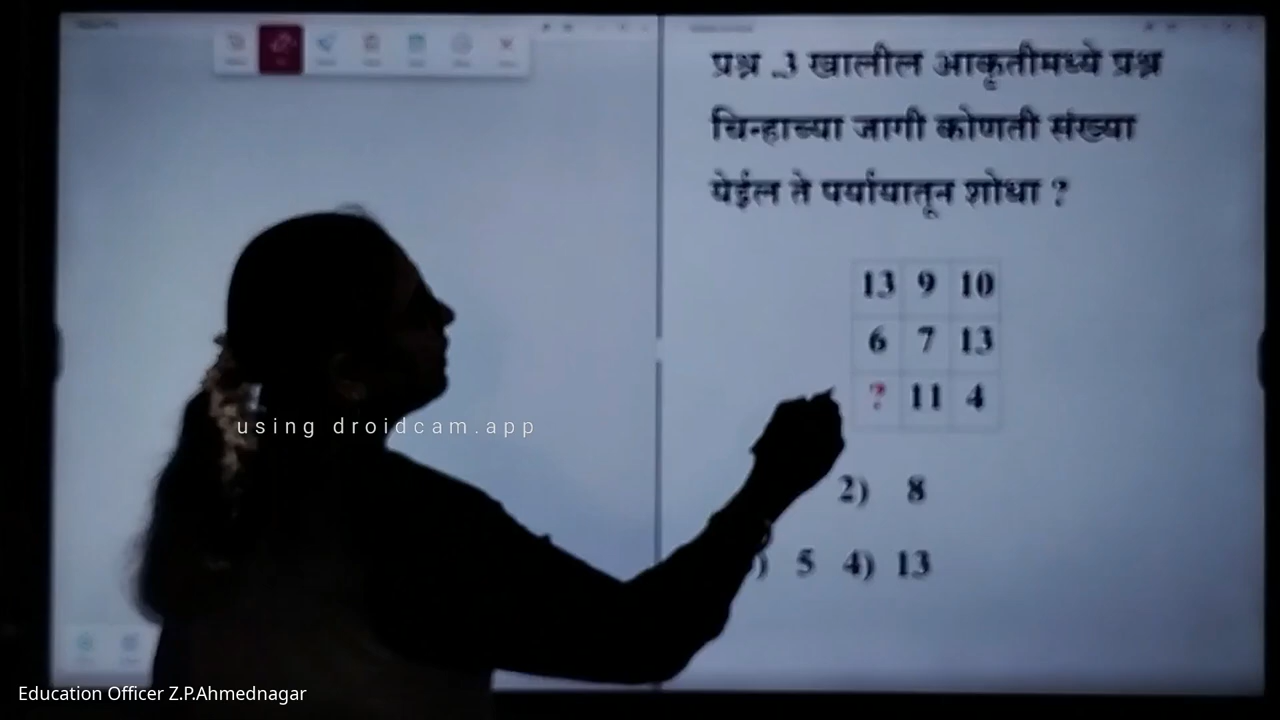 प्रश्न .3 खालील आकृतीमध्ये प्रश्न
चिन्हाच्या जागी कोणती संख्या
येईल ते पर्यायातून शोधा ?
13 9 10
6 7 13
? 11 4
2) 8
) 5 4) 13
using droidcam.app
Education Officer Z.P.Ahmednagar